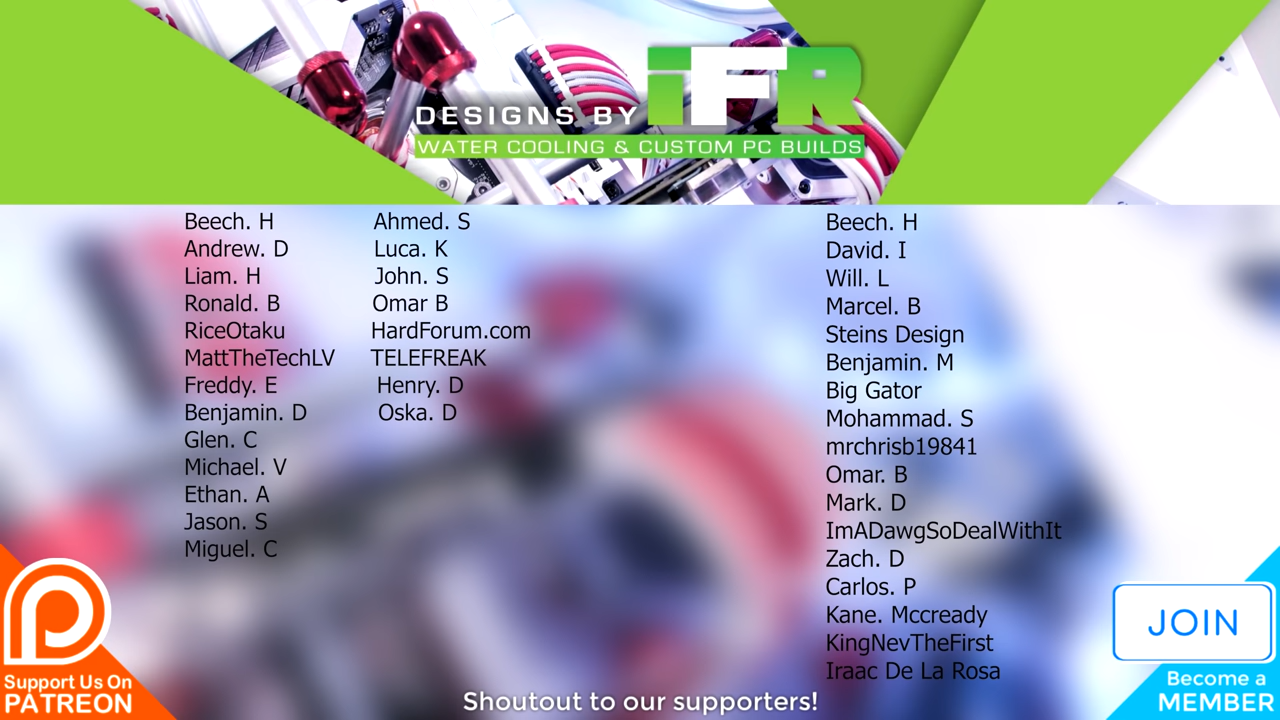 DESIGNS BY iFR
WATER COOLING & CUSTOM PC BUILDS
Beech. H
Andrew. D
Liam. H
Ronald. B
RiceOtaku
MattTheTechLV
Freddy. E
Benjamin. D
Glen. C
Michael. V
Ethan. A
Jason. S
Miguel. C
Ahmed. S
Luca. K
John. S
Omar B
HardForum.com
TELEFREAK
Henry. D
Oska. D
Beech. H
David. I
Will. L
Marcel. B
Steins Design
Benjamin. M
Big Gator
Mohammad. S
mrchrisb19841
Omar. B
Mark. D
ImADawgSoDealWithIt
Zach. D
Carlos. P
Kane. Mccready
KingNevTheFirst
Iraac De La Rosa
Support Us On
PATREON
Shoutout to our supporters!
JOIN
Become a
MEMBER